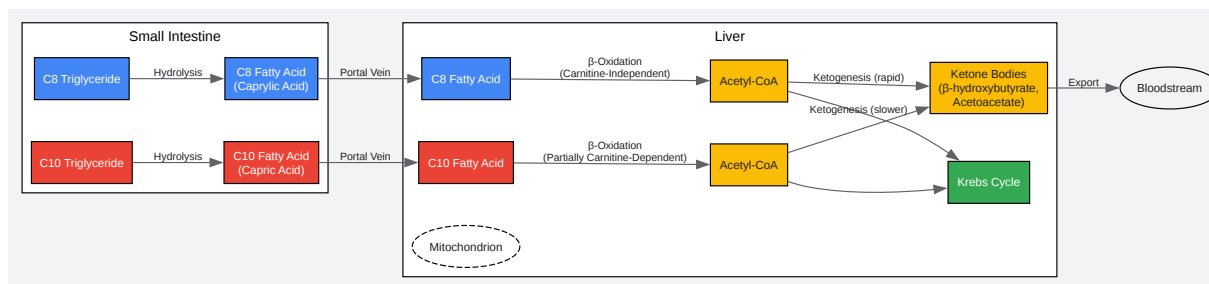 Small Intestine
Liver
C8 Triglyceride
Hydrolysis
C8 Fatty Acid
(Caprylic Acid)
Portal Vein
C8 Fatty Acid
β-Oxidation
(Carnitine-Independent)
Acetyl-CoA
Ketogenesis (rapid)
Ketone Bodies
(β-hydroxybutyrate,
Acetoacetate)
Export
Bloodstream
Ketogenesis (slower)
C10 Triglyceride
Hydrolysis
C10 Fatty Acid
(Capric Acid)
Portal Vein
C10 Fatty Acid
β-Oxidation
(Partially Carnitine-Dependent)
Acetyl-CoA
Krebs Cycle
Mitochondrion